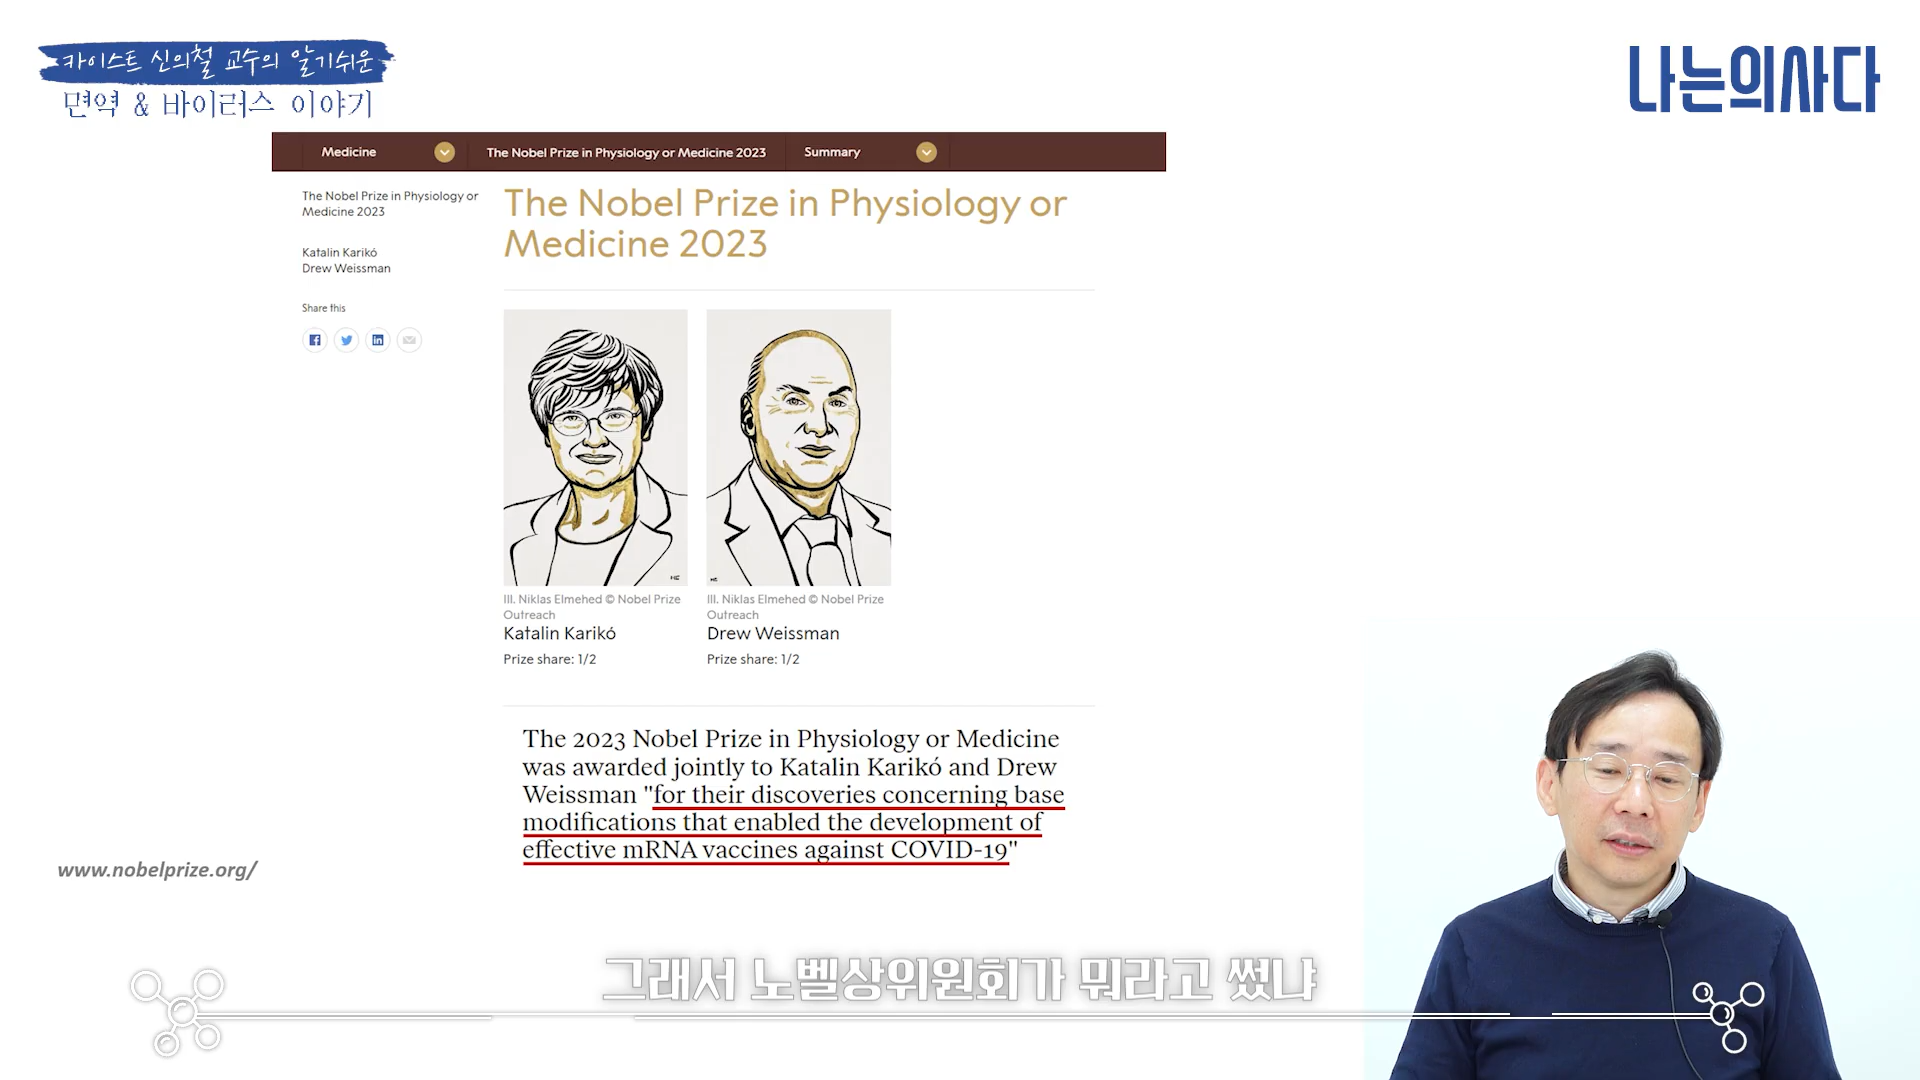 카이스트 신의철 교수의 알기쉬운
면역 & 바이러스 이야기
나는의사다
Medicine
The Nobel Prize in Physiology or Medicine 2023
Summary
The Nobel Prize in Physiology or
Medicine 2023
Katalin Karikó
Drew Weissman
Share this
The Nobel Prize in Physiology or
Medicine 2023
Ill. Niklas Elmehed © Nobel Prize
Outreach
Katalin Karikó
Prize share: 1/2
Ill. Niklas Elmehed © Nobel Prize
Outreach
Drew Weissman
Prize share: 1/2
The 2023 Nobel Prize in Physiology or Medicine
was awarded jointly to Katalin Karikó and Drew
Weissman "for their discoveries concerning base
modifications that enabled the development of
effective mRNA vaccines against COVID-19"
www.nobelprize.org/
그래서 노벨상위원회가 뭐라고 썼냐